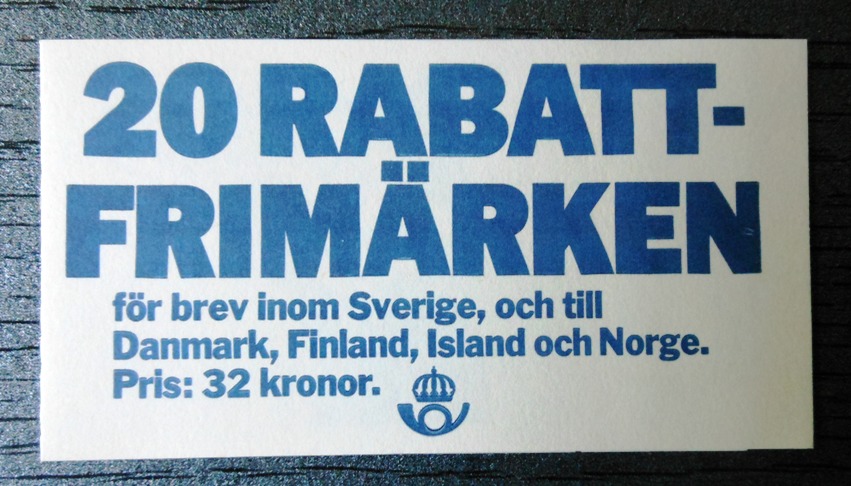 20 RABATT-
FRIMÄRKEN
för brev inom Sverige, och till
Danmark, Finland, Island och Norge.
Pris: 32 kronor.